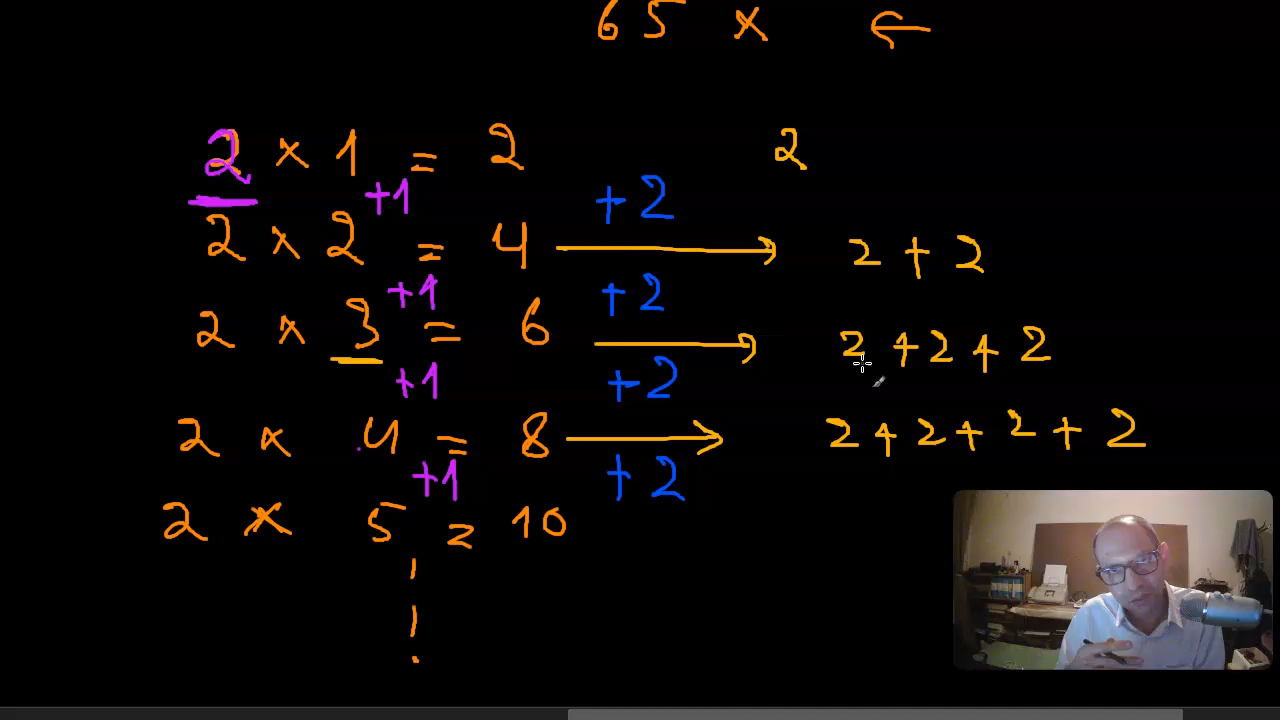 65 × ←
2 × 1 = 2 2
+1 +2
2 × 2 = 4 → 2 + 2
+1 +2
2 × 3 = 6 → 2 + 2 + 2
+1 +2
2 × 4 = 8 → 2 + 2 + 2 + 2
+1 +2
2 × 5 = 10